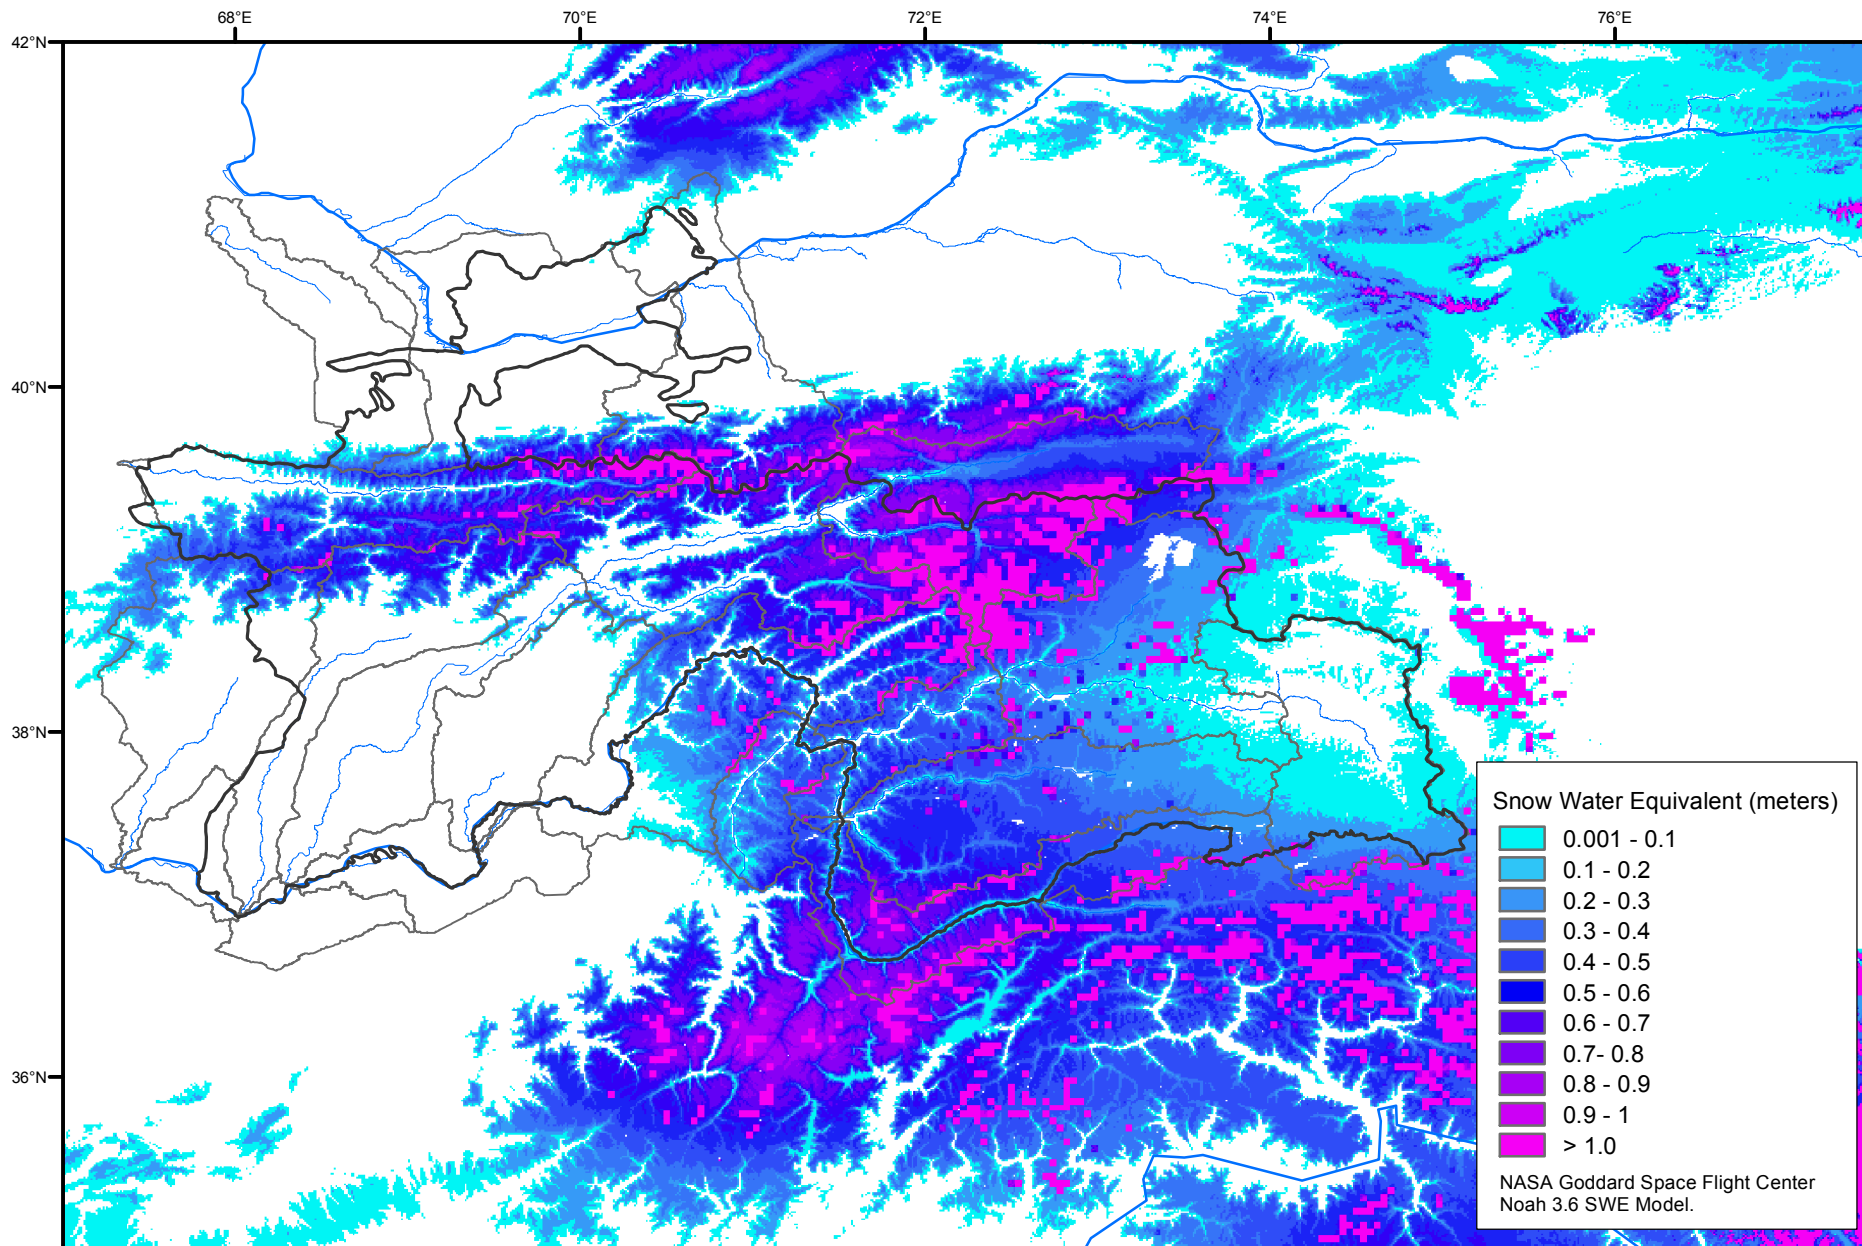 68°E
70°E
72°E
74°E
76°E
42°N
40°N
38°N
36°N
Snow Water Equivalent (meters)
0.001 - 0.1
0.1 - 0.2
0.2 - 0.3
0.3 - 0.4
0.4 - 0.5
0.5 - 0.6
0.6 - 0.7
0.7- 0.8
0.8 - 0.9
0.9 - 1
> 1.0
NASA Goddard Space Flight Center
Noah 3.6 SWE Model.